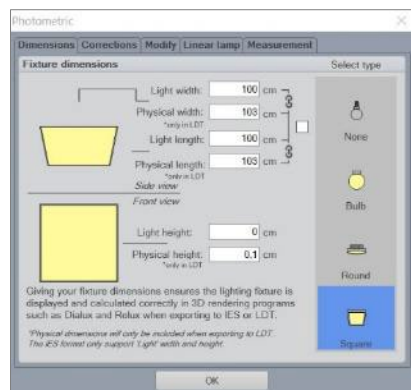 Photometric
Dimensions Corrections Modify Linear lamp Measurement
Fixture dimensions
Select type
Light width: 100 cm
Physical width: 103 cm
*only in LDT
Light length: 100 cm
Physical length: 103 cm
*only in LDT
Side view
Front view
Light height: 0 cm
Physical height: 0.1 cm
*only in LDT
None
Bulb
Round
Square
Giving your fixture dimensions ensures the lighting fixture is
displayed and calculated correctly in 3D rendering programs
such as Dialux and Relux when exporting to IES or LDT.
*Physical dimensions will only be included when exporting to LDT.
The IES format only support 'Light' width and height.
OK